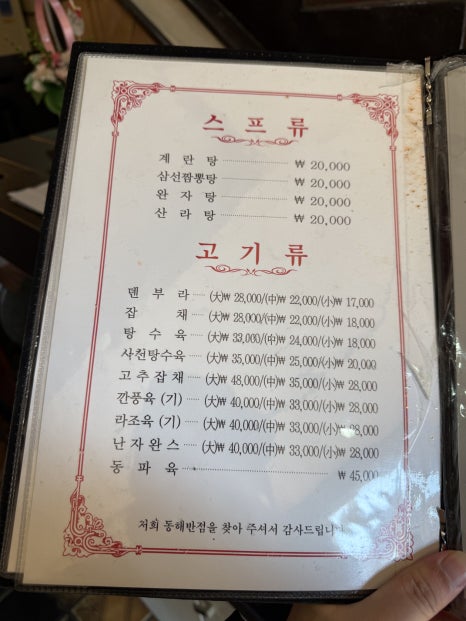 스프류
계란탕 ₩ 20,000
삼선짬뽕탕 ₩ 20,000
완자탕 ₩ 20,000
산라탕 ₩ 20,000
고기류
덴부라 (大)₩ 28,000/(中)₩ 22,000/(小)₩ 17,000
잡채 (大)₩ 28,000/(中)₩ 22,000/(小)₩ 18,000
탕수육 (大)₩ 33,000/(中)₩ 24,000/(小)₩ 18,000
사천탕수육 (大)₩ 35,000/(中)₩ 25,000/(小)₩ 20,000
고추잡채 (大)₩ 48,000/(中)₩ 35,000/(小)₩ 28,000
깐풍육 (기) (大)₩ 40,000/(中)₩ 33,000/(小)₩ 28,000
라조육 (기) (大)₩ 40,000/(中)₩ 33,000/(小)₩ 28,000
난자완스 (大)₩ 40,000/(中)₩ 33,000/(小)₩ 28,000
동파육 ₩ 45,000
저희 동해반점을 찾아 주셔서 감사드립니다